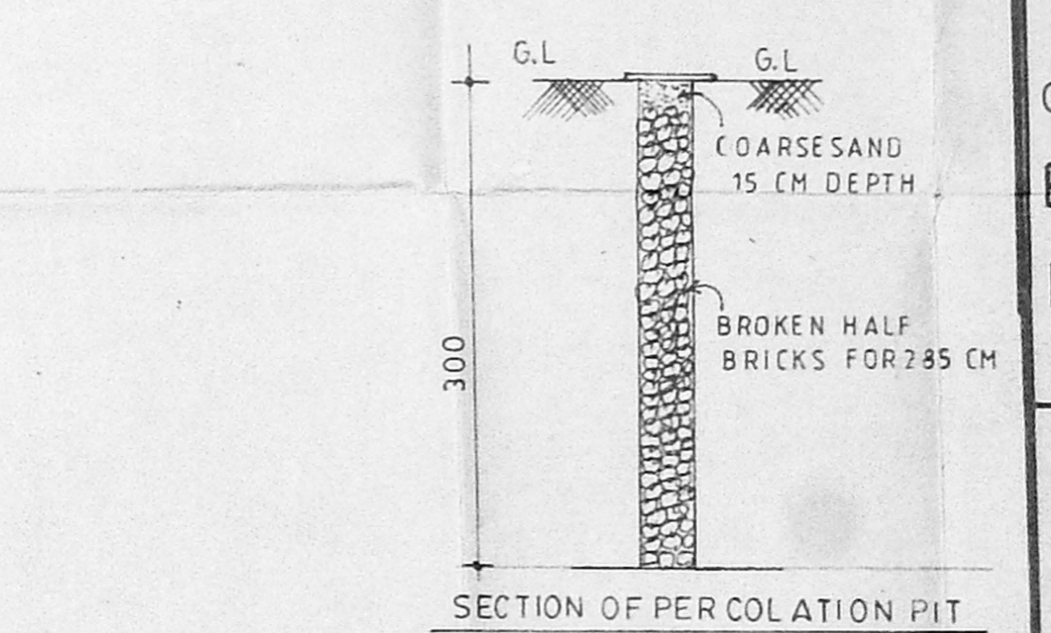 G.L
G.L
COARSE SAND
15 CM DEPTH
300
BROKEN HALF
BRICKS FOR 285 CM
SECTION OF PERCOLATION PIT